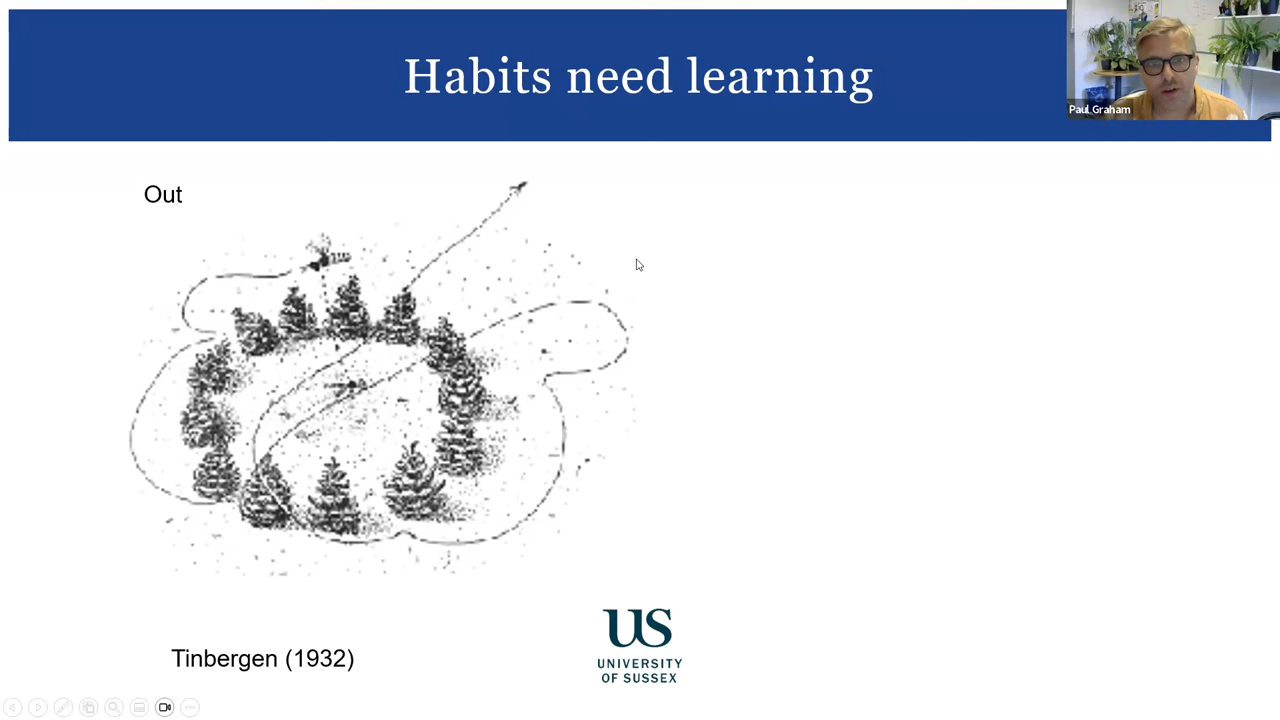 Habits need learning
Paul Graham
Out
Tinbergen (1932)
US
UNIVERSITY
OF SUSSEX